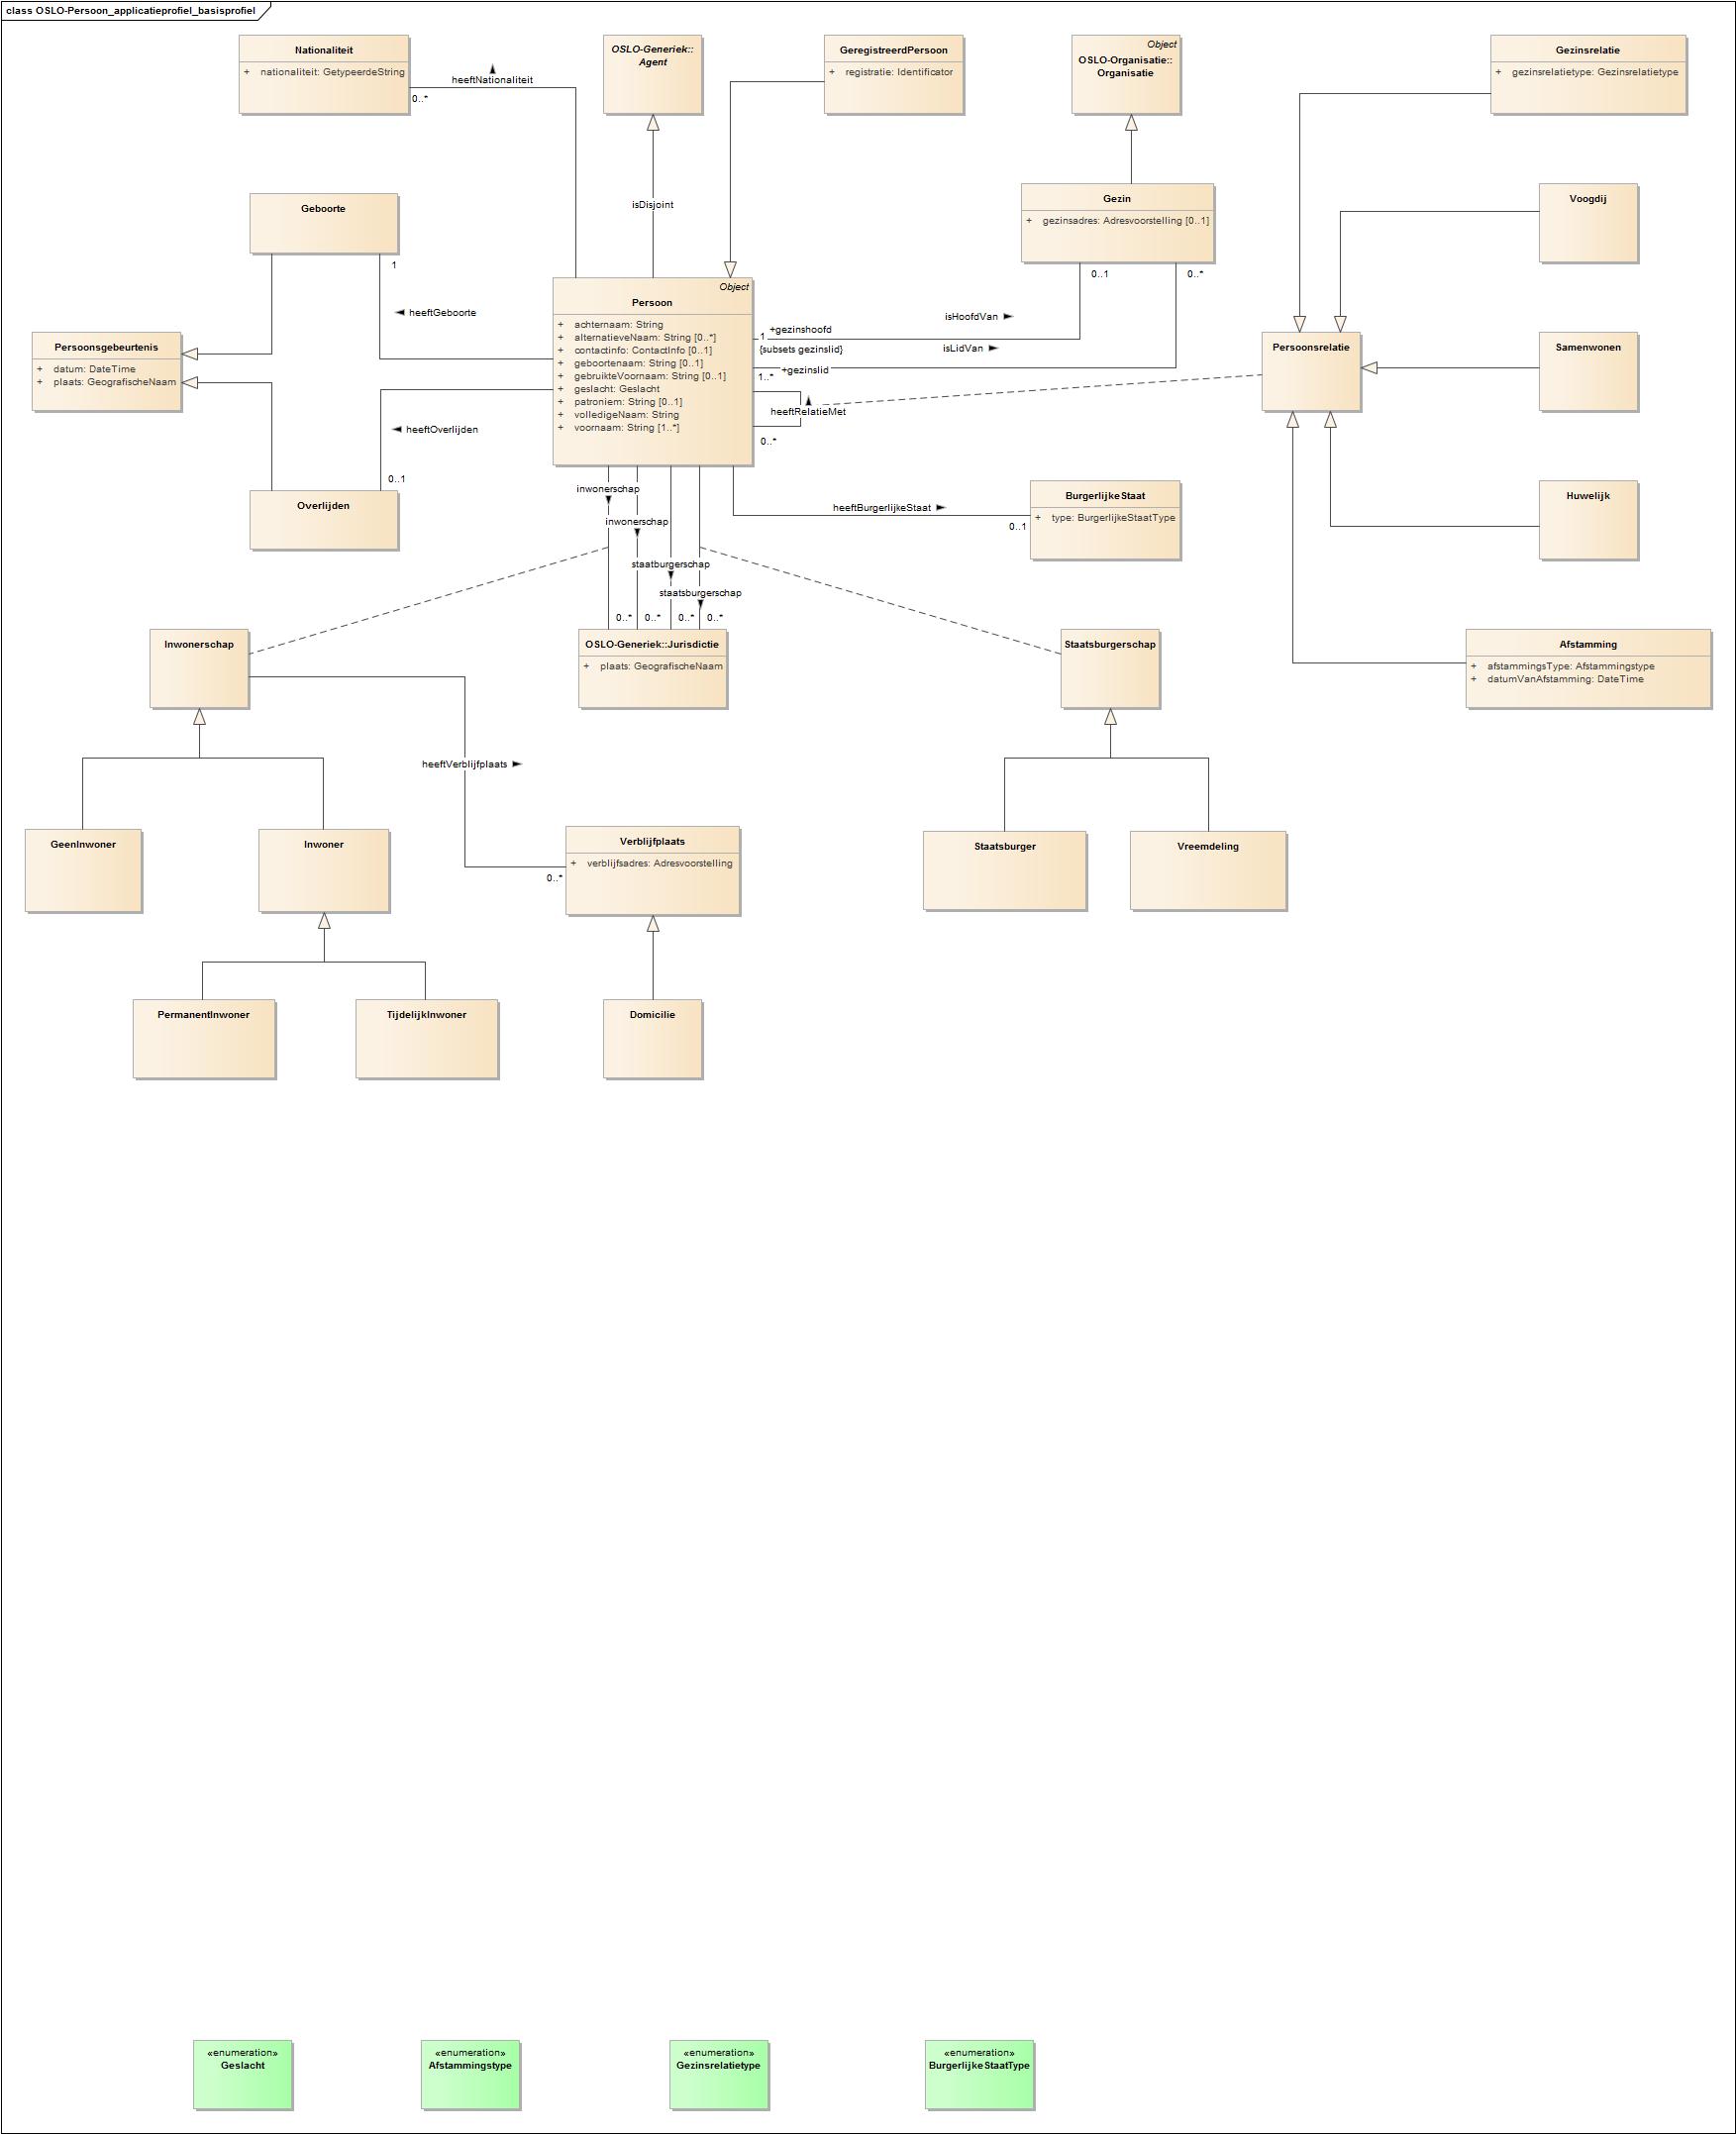 class OSLO-Persoon_applicatieprofiel_basisprofiel
Nationaliteit
+ nationaliteit: GetypeerdeString
heeftNationaliteit
0..*
OSLO-Generiek::
Agent
isDisjoint
GeregistreerdPersoon
+ registratie: Identificator
Object
OSLO-Organisatie::
Organisatie
Gezinsrelatie
+ gezinsrelatietype: Gezinsrelatietype
Geboorte
1
heeftGeboorte
Gezin
+ gezinsadres: Adresvoorstelling [0..1]
0..1
0..*
Voogdij
Persoonsgebeurtenis
+ datum: DateTime
+ plaats: GeografischeNaam
Object
Persoon
+ achternaam: String
+ alternatieveNaam: String [0..*]
+ contactinfo: ContactInfo [0..1]
+ geboortenaam: String [0..1]
+ gebruikteVoornaam: String [0..1]
+ geslacht: Geslacht
+ patroniem: String [0..1]
+ volledigeNaam: String
+ voornaam: String [1..*]
isHoofdVan
+gezinshoofd
1
{subsets gezinslid}
isLidVan
+gezinslid
1..*
heeftRelatieMet
0..*
Persoonsrelatie
Samenwonen
heeftOverlijden
0..1
Overlijden
inwonerschap
inwonerschap
staatburgerschap
staatsburgerschap
0..*
0..*
0..*
0..*
heeftBurgerlijkeStaat
0..1
BurgerlijkeStaat
+ type: BurgerlijkeStaatType
Huwelijk
Inwonerschap
OSLO-Generiek::Jurisdictie
+ plaats: GeografischeNaam
Staatsburgerschap
Afstamming
+ afstammingsType: Afstammingstype
+ datumVanAfstamming: DateTime
heeftVerblijfplaats
0..*
GeenInwoner
Inwoner
Verblijfplaats
+ verblijfsadres: Adresvoorstelling
Staatsburger
Vreemdeling
PermanentInwoner
TijdelijkInwoner
Domicilie
«enumeration»
Geslacht
«enumeration»
Afstammingstype
«enumeration»
Gezinsrelatietype
«enumeration»
BurgerlijkeStaatType